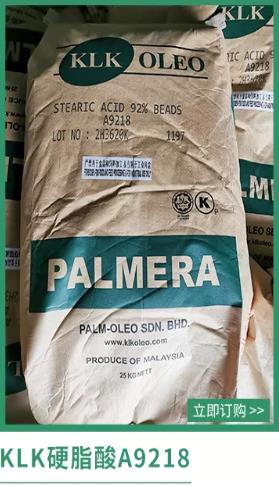 KLK OLEO
STEARIC ACID 92% BEADS
A9218
LOT NO : 2H3620K 1197
K
PALMERA
PALM-OLEO SDN. BHD.
www.klkoleo.com
PRODUCE OF MALAYSIA
25 KG NETT
立即订购 >>
KLK硬脂酸A9218